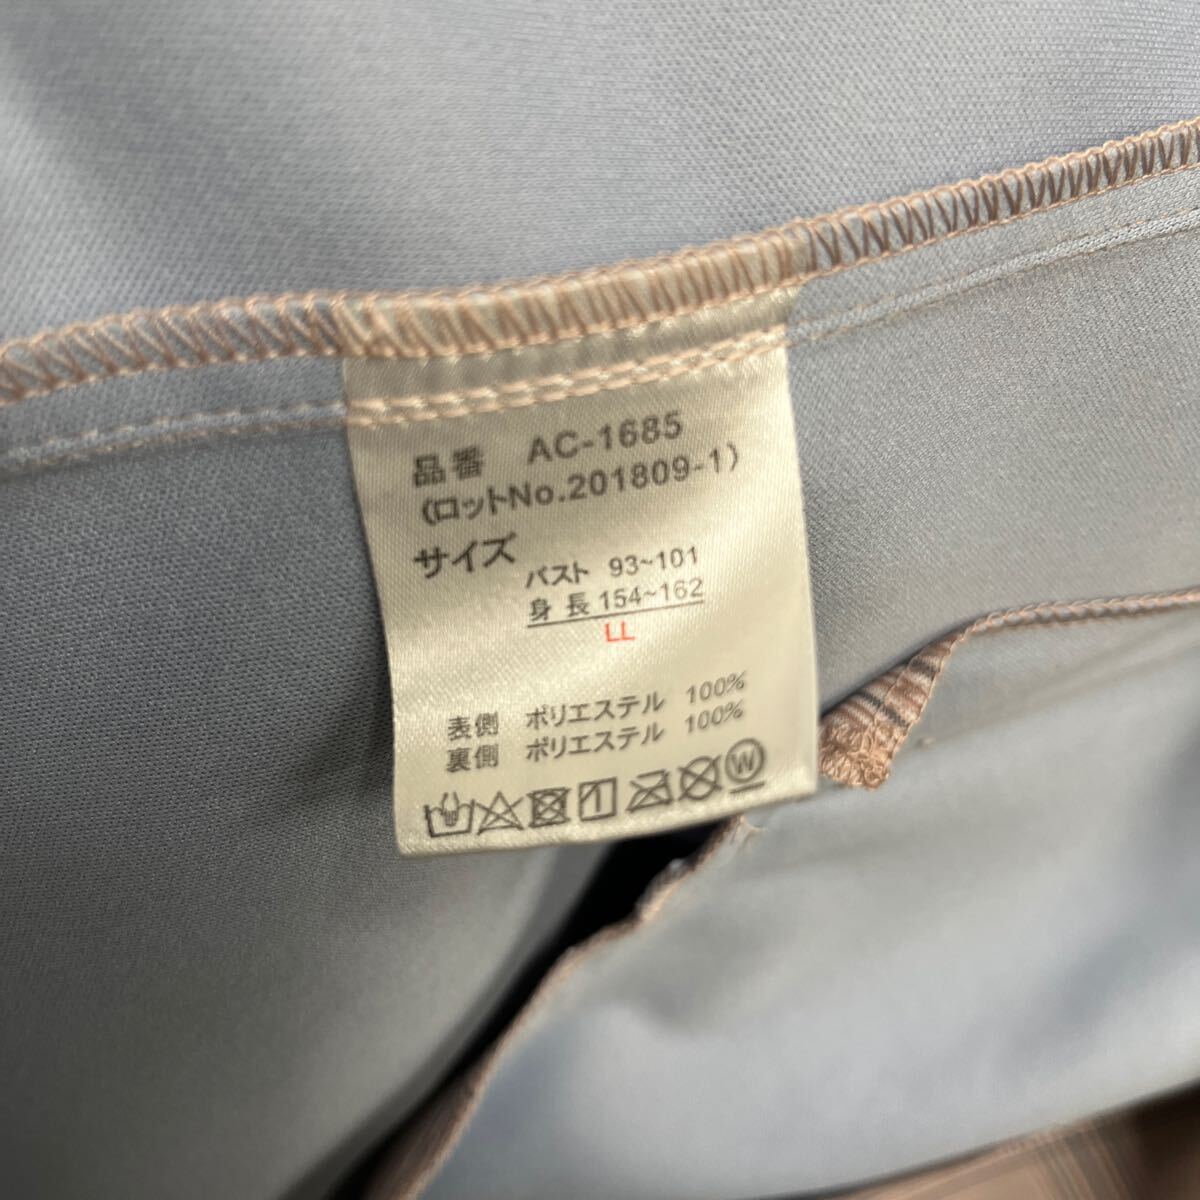 品番 AC-1685
(ロットNo.201809-1)
サイズ
バスト 93~101
身長 154~162
LL
表側 ポリエステル 100%
裏側 ポリエステル 100%
W